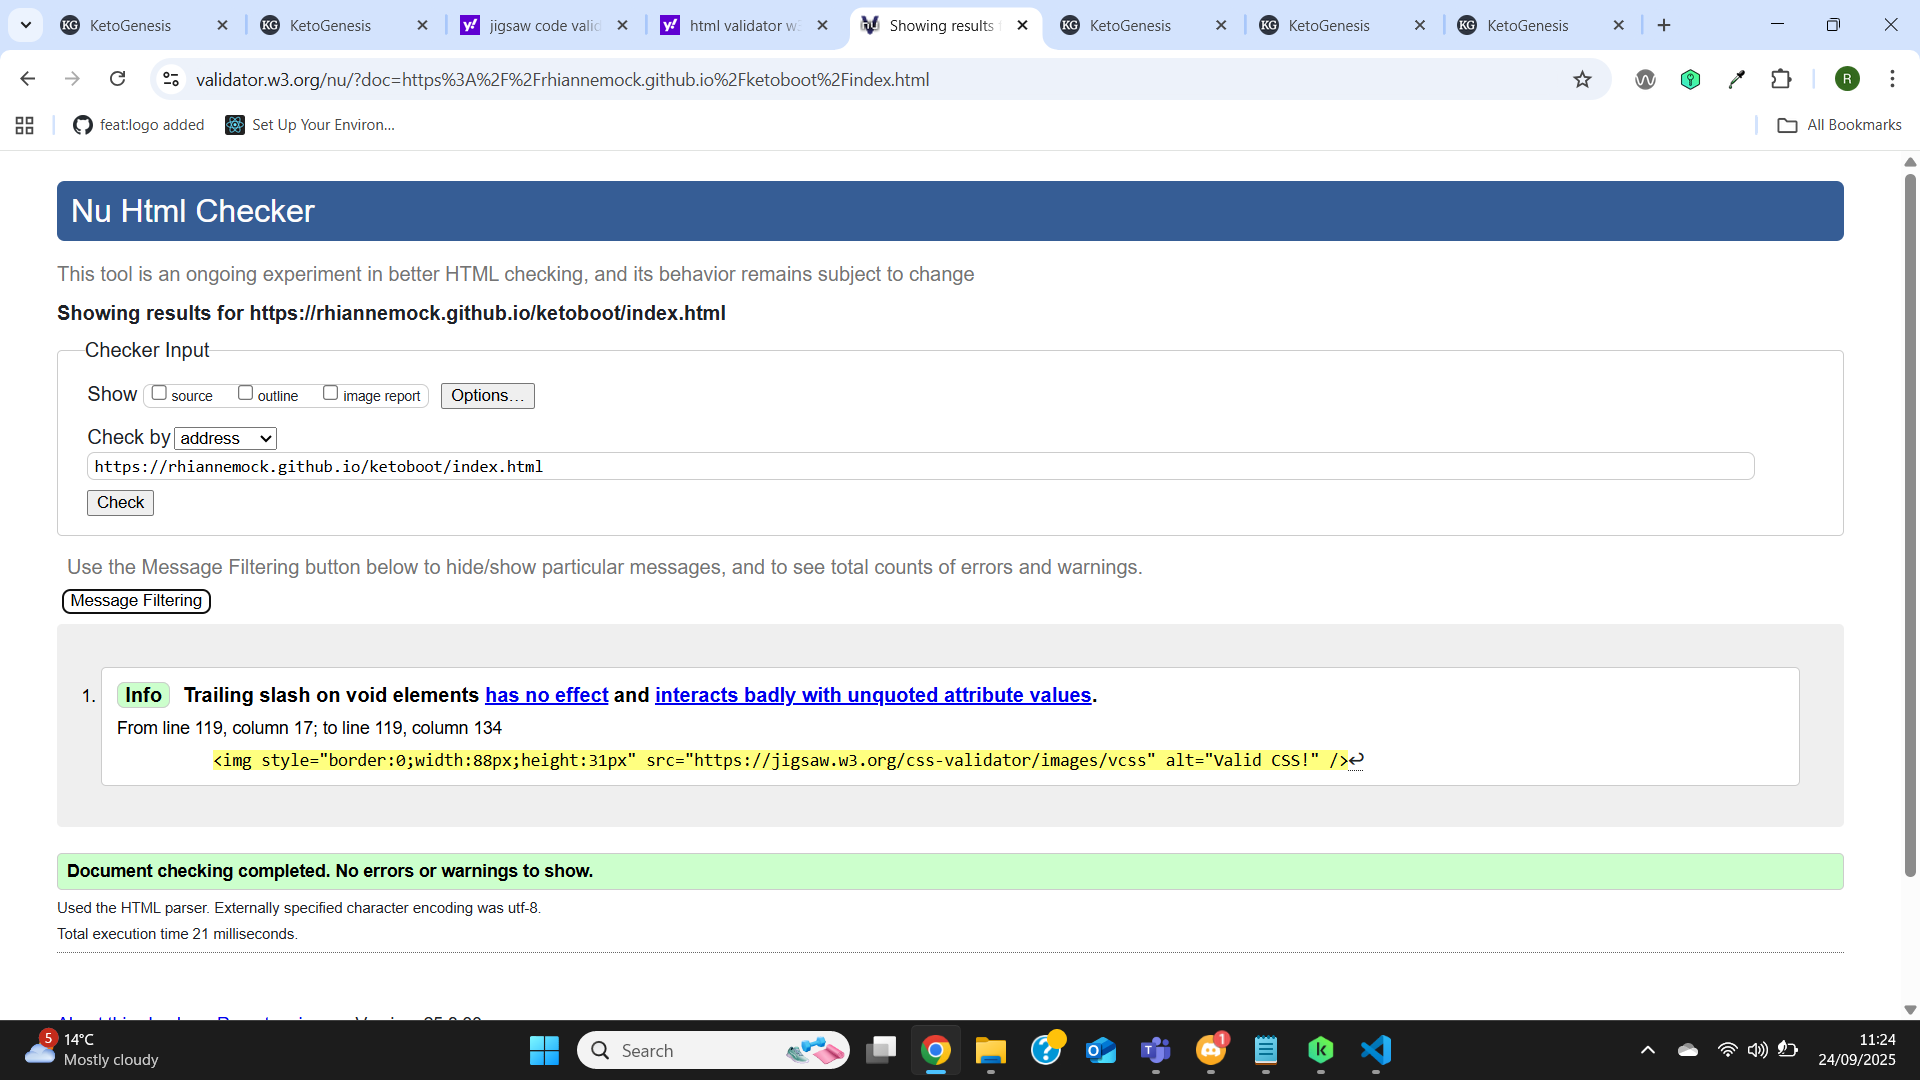 KetoGenesis
KetoGenesis
jigsaw code valid
html validator w3
Showing results f
KetoGenesis
KetoGenesis
KetoGenesis
validator.w3.org/nu/?doc=https%3A%2F%2Frhiannemock.github.io%2Fketoboot%2Findex.html
R
feat:logo added
Set Up Your Environ...
All Bookmarks
Nu Html Checker
This tool is an ongoing experiment in better HTML checking, and its behavior remains subject to change
Showing results for https://rhiannemock.github.io/ketoboot/index.html
Checker Input
Show source outline image report Options...
Check by address
https://rhiannemock.github.io/ketoboot/index.html
Check
Use the Message Filtering button below to hide/show particular messages, and to see total counts of errors and warnings.
Message Filtering
1. Info Trailing slash on void elements has no effect and interacts badly with unquoted attribute values.
From line 119, column 17; to line 119, column 134
<img style="border:0;width:88px;height:31px" src="https://jigsaw.w3.org/css-validator/images/vcss" alt="Valid CSS!" />↩
Document checking completed. No errors or warnings to show.
Used the HTML parser. Externally specified character encoding was utf-8.
Total execution time 21 milliseconds.
5
14°C
Mostly cloudy
Search
1
11:24
24/09/2025